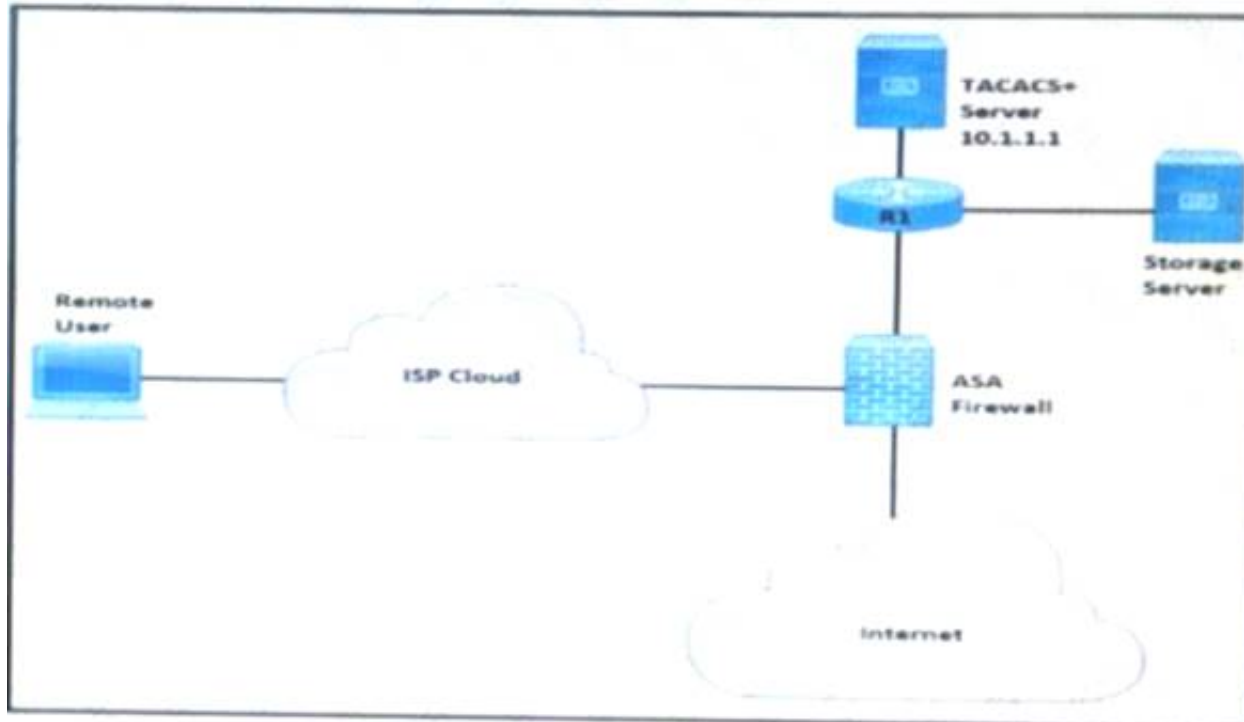 TACACS+
Server
10.1.1.1
R1
Storage
Server
Remote
User
ISP Cloud
ASA
Firewall
Internet